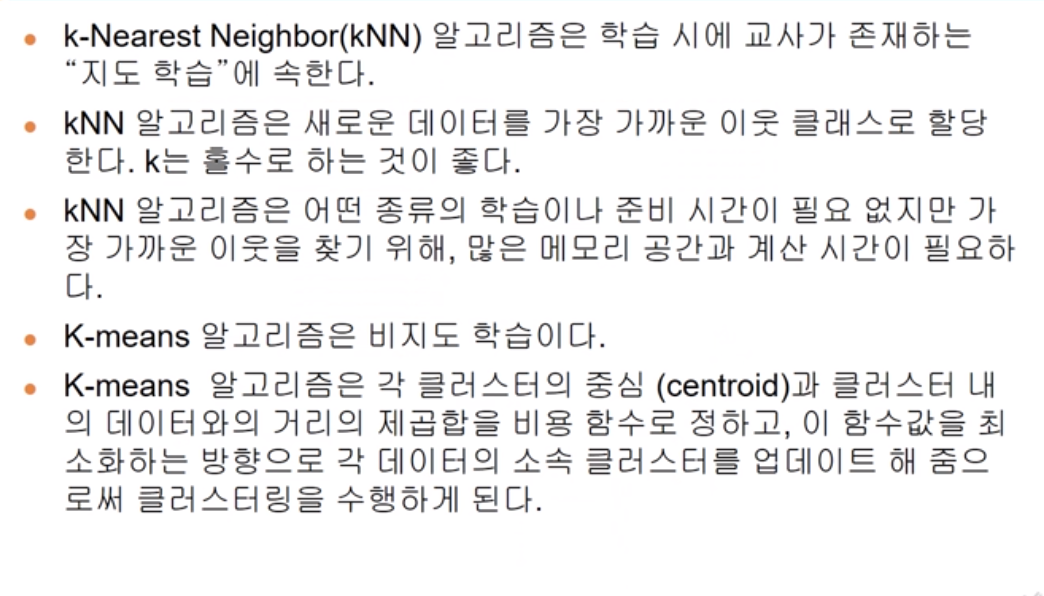 • k-Nearest Neighbor(kNN) 알고리즘은 학습 시에 교사가 존재하는
“지도 학습”에 속한다.
• kNN 알고리즘은 새로운 데이터를 가장 가까운 이웃 클래스로 할당
한다. k는 홀수로 하는 것이 좋다.
• kNN 알고리즘은 어떤 종류의 학습이나 준비 시간이 필요 없지만 가
장 가까운 이웃을 찾기 위해, 많은 메모리 공간과 계산 시간이 필요하
다.
• K-means 알고리즘은 비지도 학습이다.
• K-means 알고리즘은 각 클러스터의 중심 (centroid)과 클러스터 내
의 데이터와의 거리의 제곱합을 비용 함수로 정하고, 이 함수값을 최
소화하는 방향으로 각 데이터의 소속 클러스터를 업데이트 해 줌으
로써 클러스터링을 수행하게 된다.